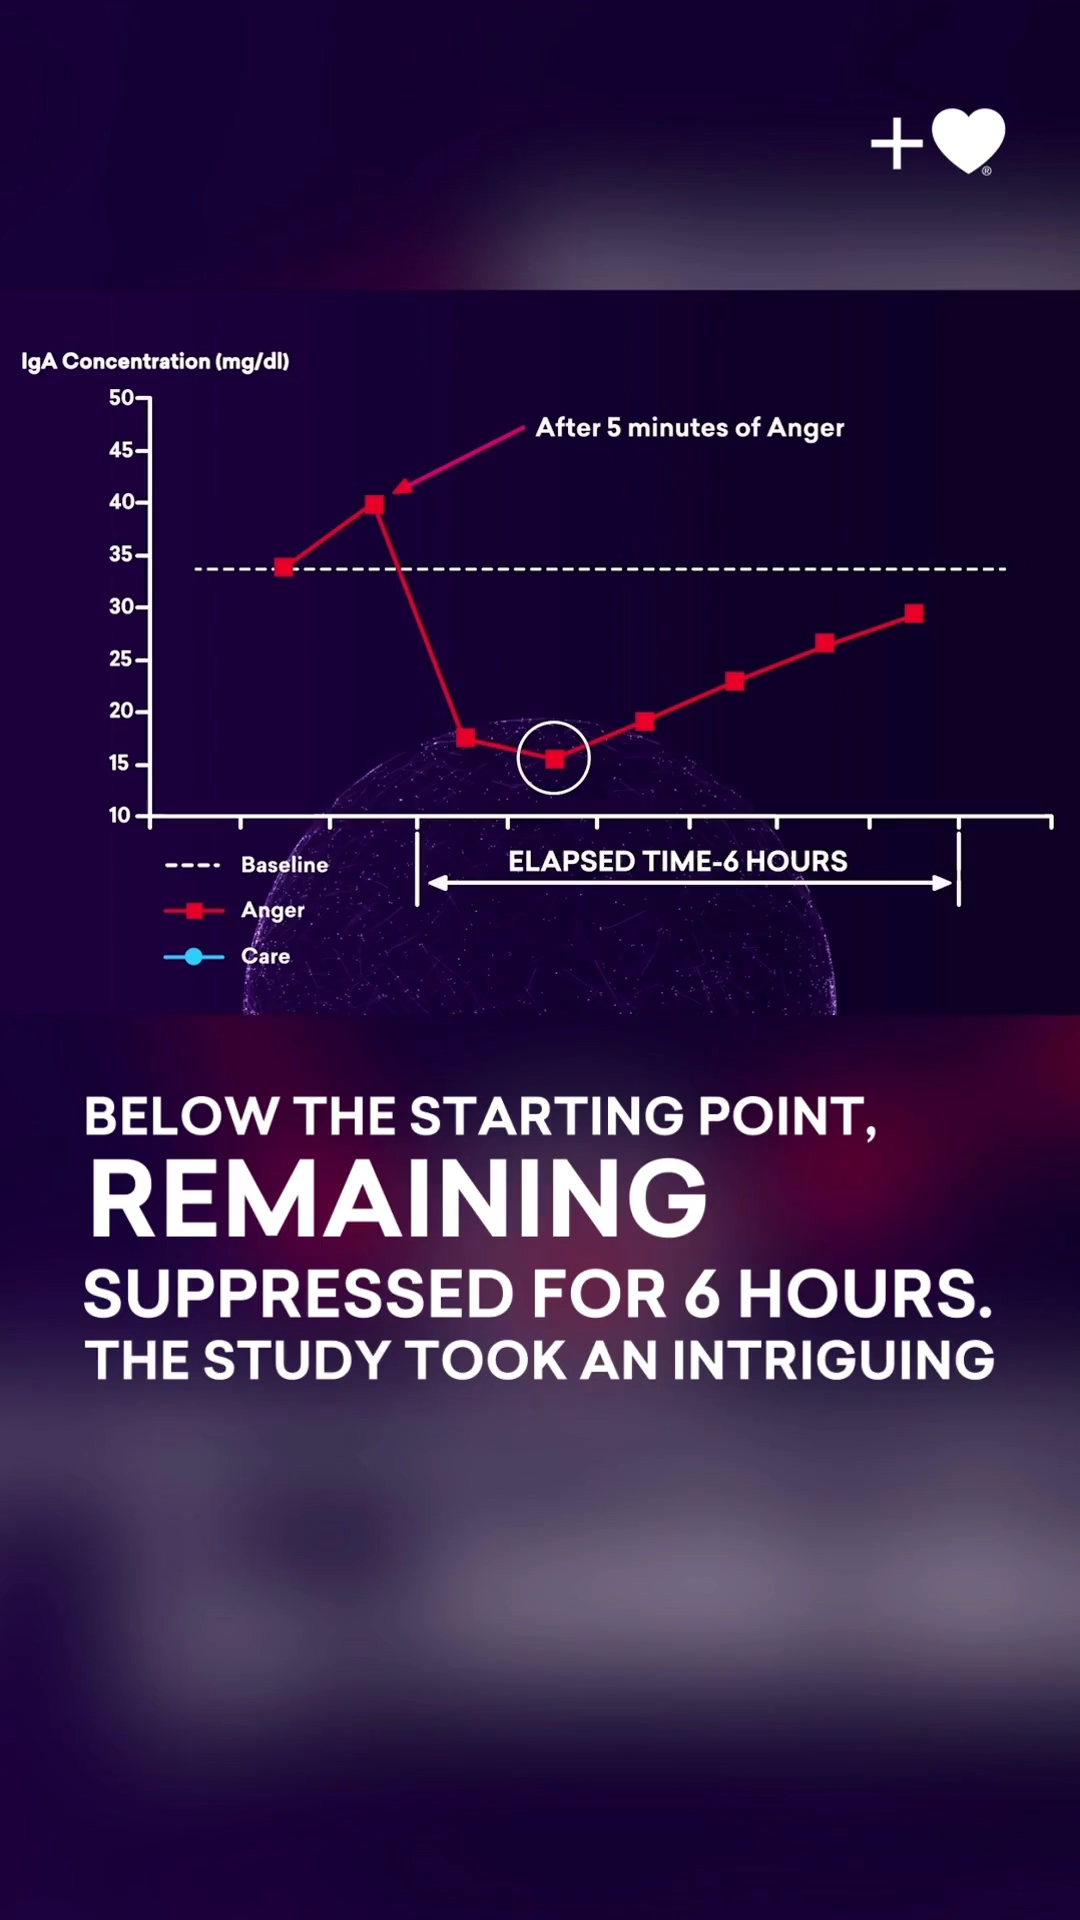 ®
IgA Concentration (mg/dl)
50
After 5 minutes of Anger
45
40
35
30
25
20
15
10
ELAPSED TIME-6 HOURS
Baseline
Anger
Care
BELOW THE STARTING POINT,
REMAINING
SUPPRESSED FOR 6 HOURS.
THE STUDY TOOK AN INTRIGUING